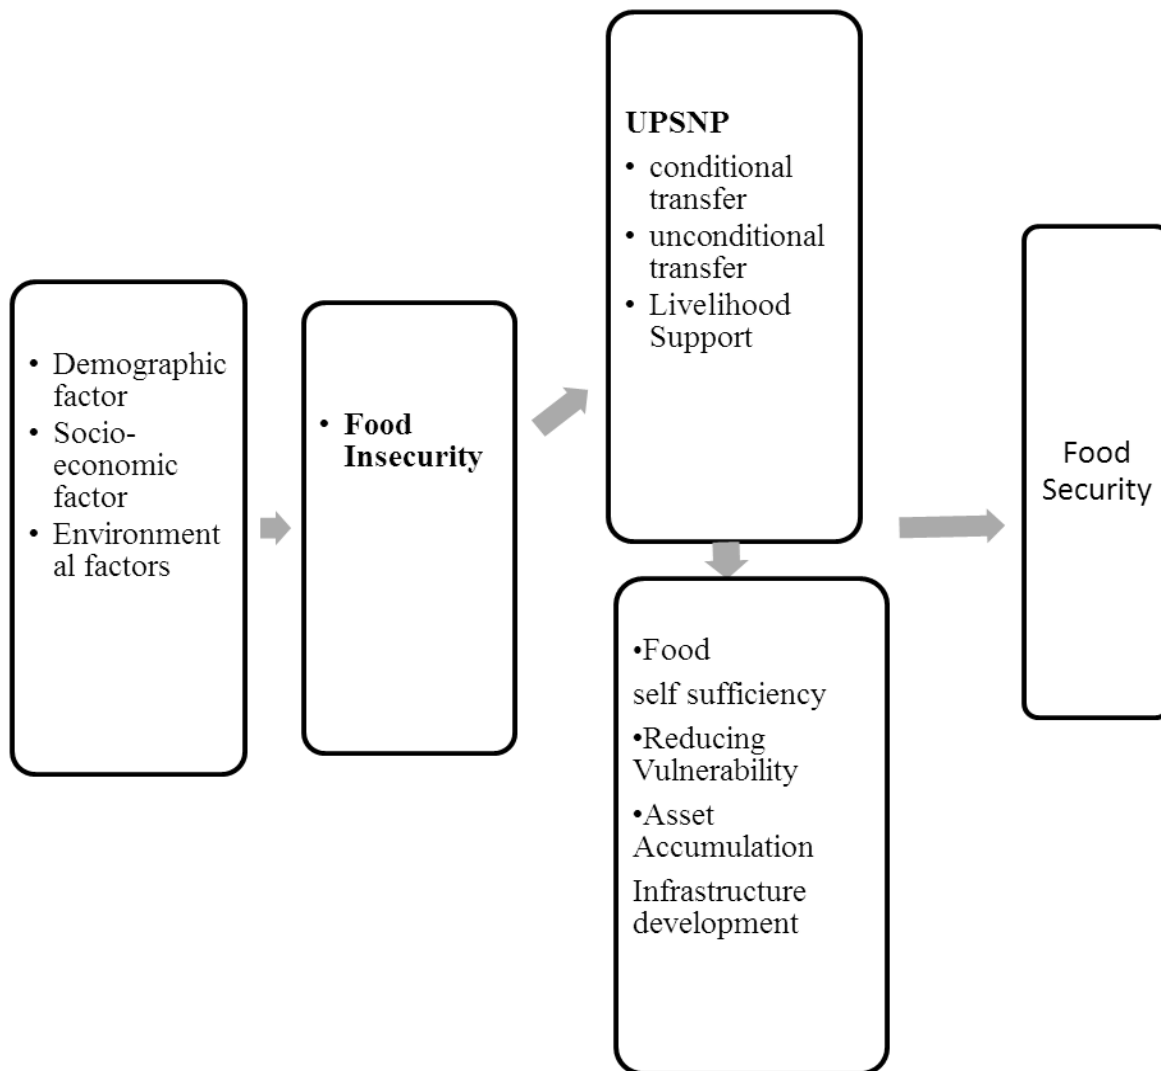 • Demographic
factor
• Socio-
economic
factor
• Environment
al factors
• Food
Insecurity
UPSNP
• conditional
transfer
• unconditional
transfer
• Livelihood
Support
•Food
self sufficiency
•Reducing
Vulnerability
•Asset
Accumulation
Infrastructure
development
Food
Security